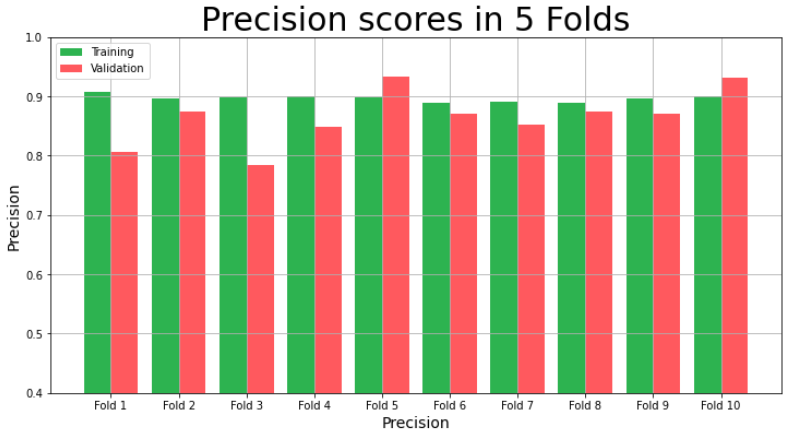 Precision scores in 5 Folds
Training
Validation
Precision
1.0
0.9
0.8
0.7
0.6
0.5
0.4
Fold 1 Fold 2 Fold 3 Fold 4 Fold 5 Fold 6 Fold 7 Fold 8 Fold 9 Fold 10
Precision